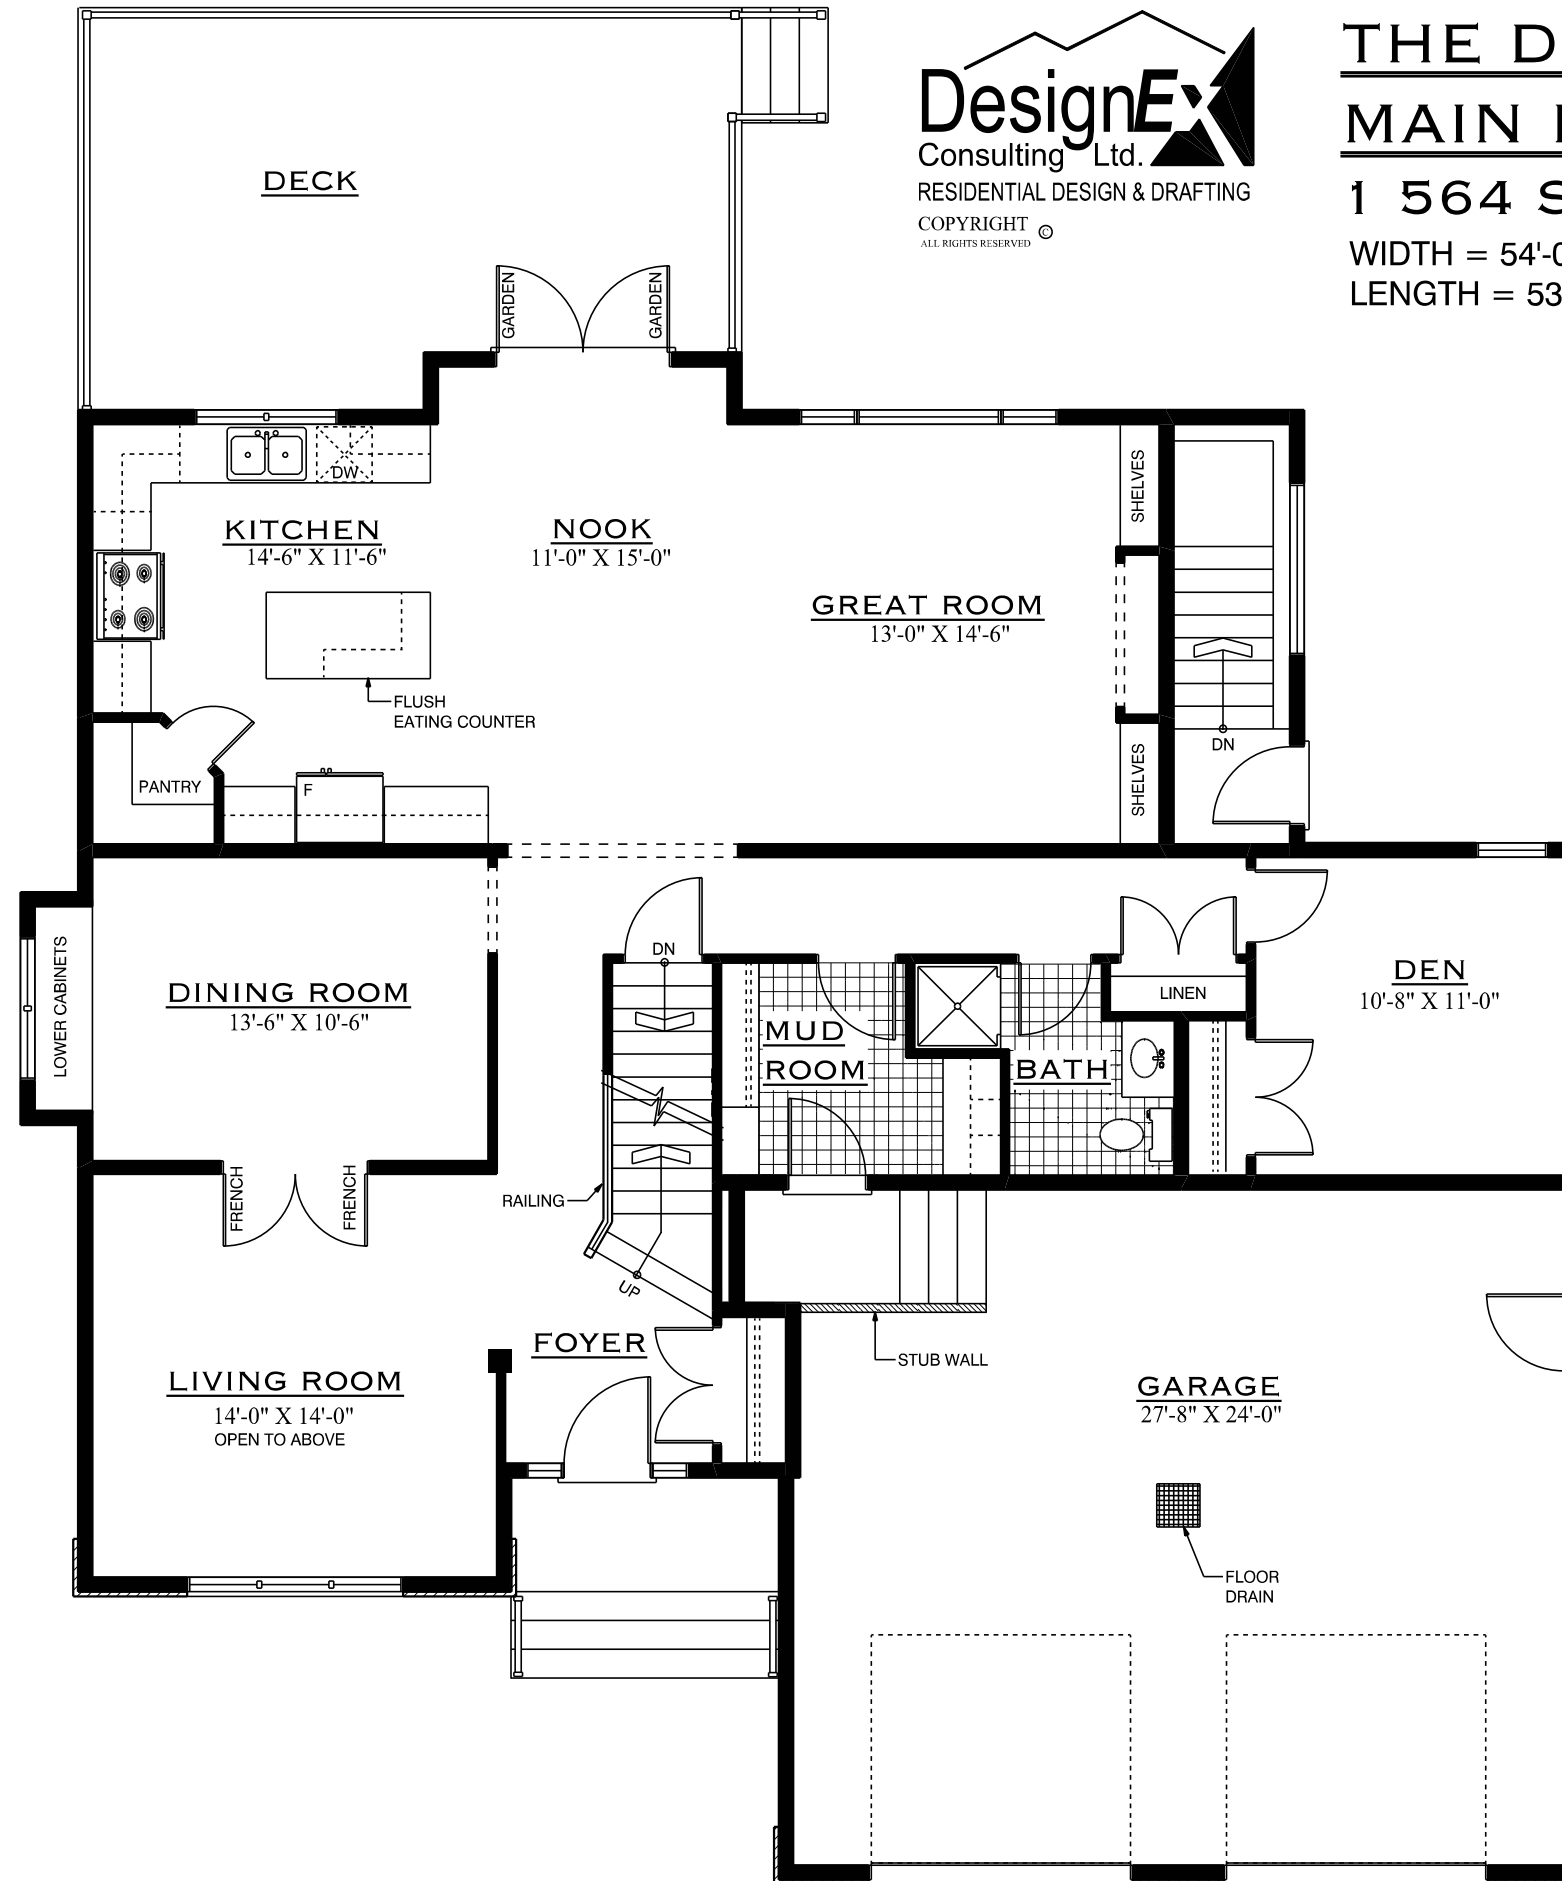 DesignEx
Consulting Ltd.
RESIDENTIAL DESIGN & DRAFTING
COPYRIGHT ©
ALL RIGHTS RESERVED
THE D
MAIN
1 564 S
WIDTH = 54'-0
LENGTH = 53
DECK
GARDEN
GARDEN
DW
SHELVES
KITCHEN
14'-6" X 11'-6"
NOOK
11'-0" X 15'-0"
GREAT ROOM
13'-0" X 14'-6"
FLUSH
EATING COUNTER
DN
PANTRY
F
SHELVES
DN
LOWER CABINETS
DINING ROOM
13'-6" X 10'-6"
MUD
ROOM
BATH
LINEN
DEN
10'-8" X 11'-0"
FRENCH
FRENCH
RAILING
UP
FOYER
STUB WALL
LIVING ROOM
14'-0" X 14'-0"
OPEN TO ABOVE
GARAGE
27'-8" X 24'-0"
FLOOR
DRAIN